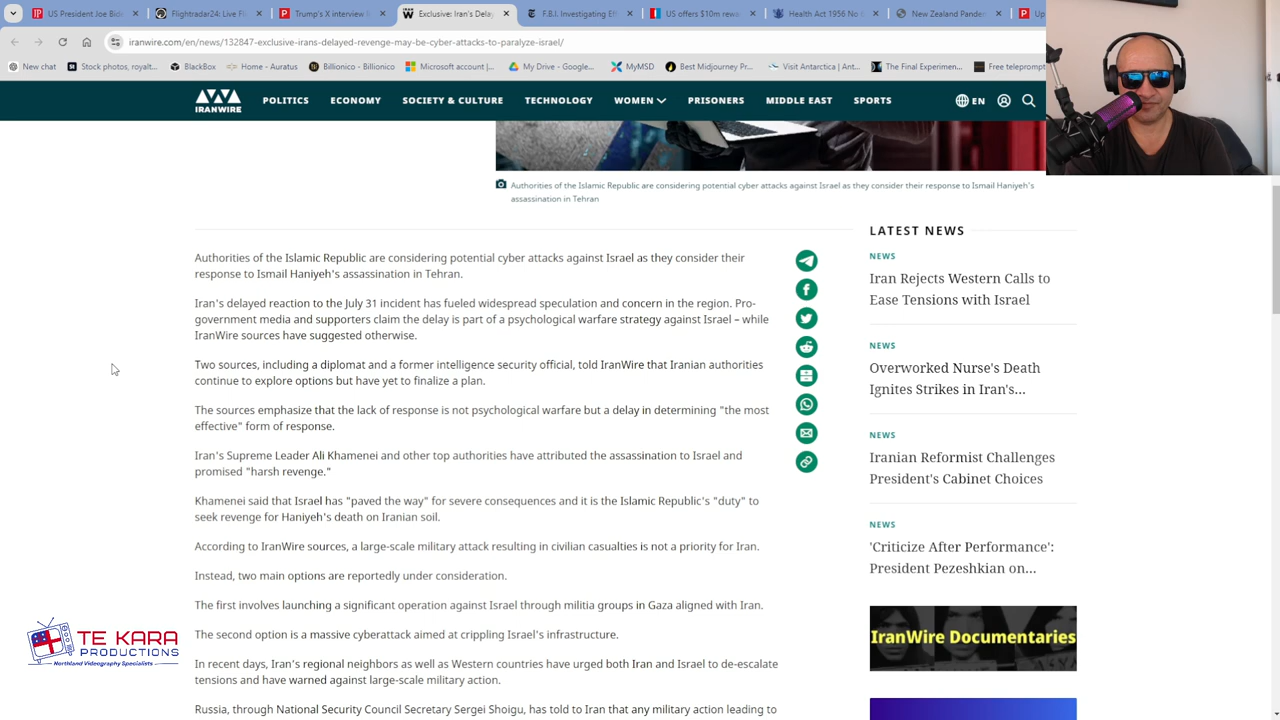 US President Joe Bid
Flightradar24: Live Fl
Trump's X interview
Exclusive: Iran's Dela
F.B.I. Investigating Ef
US offers $10m rewa
Health Act 1956 No
New Zealand Pander
Up
iranwire.com/en/news/132847-exclusive-irans-delayed-revenge-may-be-cyber-attacks-to-paralyze-israel/
New chat
Stock photos, royalt...
BlackBox
Home - Auratus
Billionico - Billionico
Microsoft account |...
My Drive - Google...
MyMSD
Best Midjourney Pr...
Visit Antarctica | Ant...
The Final Experimen...
Free teleprompte
IRANWIRE
POLITICS
ECONOMY
SOCIETY & CULTURE
TECHNOLOGY
WOMEN
PRISONERS
MIDDLE EAST
SPORTS
EN
Authorities of the Islamic Republic are considering potential cyber attacks against Israel as they consider their response to Ismail Haniyeh's
assassination in Tehran
Authorities of the Islamic Republic are considering potential cyber attacks against Israel as they consider their
response to Ismail Haniyeh's assassination in Tehran.
Iran's delayed reaction to the July 31 incident has fueled widespread speculation and concern in the region. Pro-
government media and supporters claim the delay is part of a psychological warfare strategy against Israel – while
IranWire sources have suggested otherwise.
Two sources, including a diplomat and a former intelligence security official, told IranWire that Iranian authorities
continue to explore options but have yet to finalize a plan.
The sources emphasize that the lack of response is not psychological warfare but a delay in determining "the most
effective" form of response.
Iran's Supreme Leader Ali Khamenei and other top authorities have attributed the assassination to Israel and
promised "harsh revenge."
Khamenei said that Israel has "paved the way" for severe consequences and it is the Islamic Republic's "duty" to
seek revenge for Haniyeh's death on Iranian soil.
According to IranWire sources, a large-scale military attack resulting in civilian casualties is not a priority for Iran.
Instead, two main options are reportedly under consideration.
The first involves launching a significant operation against Israel through militia groups in Gaza aligned with Iran.
The second option is a massive cyberattack aimed at crippling Israel's infrastructure.
In recent days, Iran's regional neighbors as well as Western countries have urged both Iran and Israel to de-escalate
tensions and have warned against large-scale military action.
Russia, through National Security Council Secretary Sergei Shoigu, has told to Iran that any military action leading to
LATEST NEWS
NEWS
Iran Rejects Western Calls to
Ease Tensions with Israel
NEWS
Overworked Nurse's Death
Ignites Strikes in Iran's...
NEWS
Iranian Reformist Challenges
President's Cabinet Choices
NEWS
'Criticize After Performance':
President Pezeshkian on...
IranWire Documentaries
TE KARA
PRODUCTIONS
Northland Videography Specialists